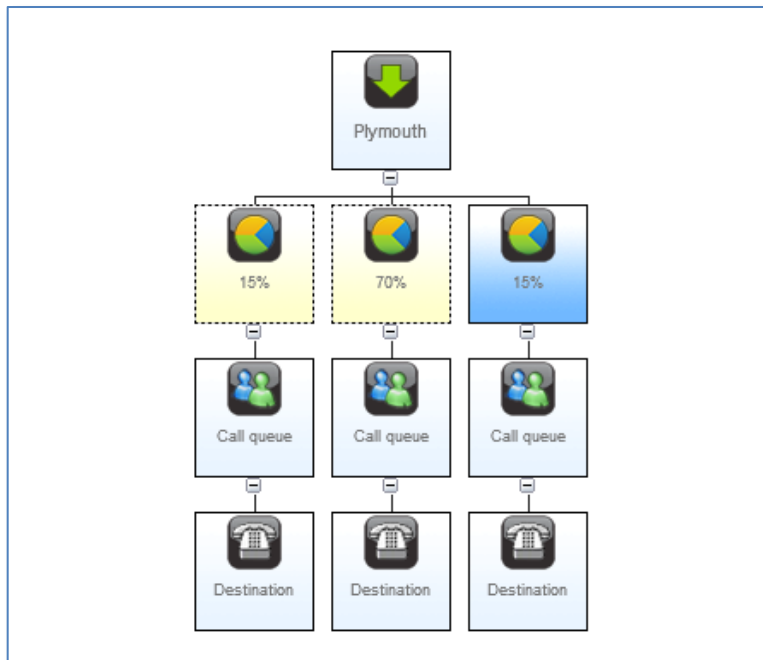 Plymouth
15%
70%
15%
Call queue
Call queue
Call queue
Destination
Destination
Destination